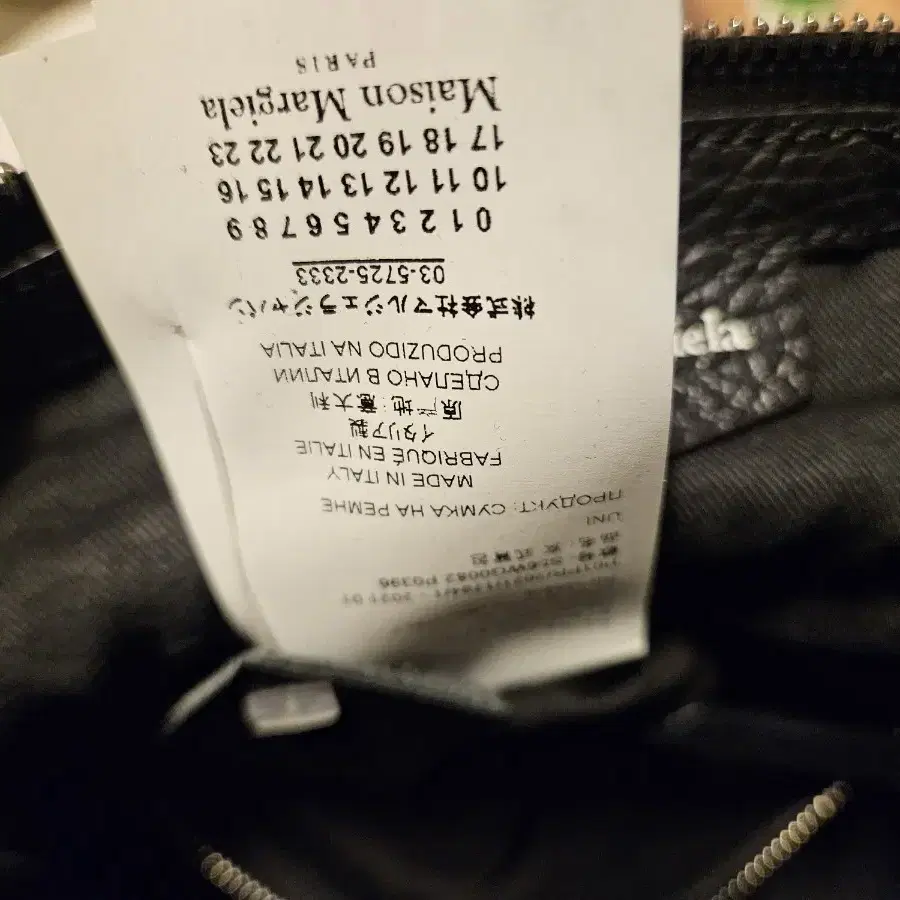 Maison Margiela
PARIS
17 18 19 20 21 22 23
10 11 12 13 14 15 16
0 1 2 3 4 5 6 7 8 9
03-5725-2333
株式会社マルジェラジャパン
PRODUZIDO NA ITALIA
СДЕЛАНО В ИТАЛИИ
原产地:意大利
イタリア製
FABRIQUÉ EN ITALIE
MADE IN ITALY
ПРОДУКТ: СУМКА НА РЕМНЕ
UNI
iela